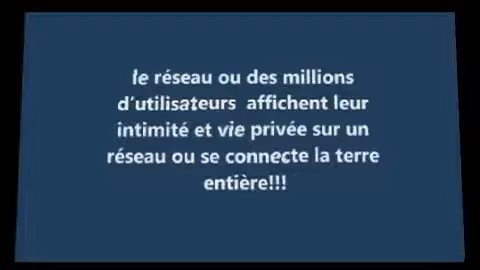 le réseau ou des millions
d'utilisateurs affichent leur
intimité et vie privée sur un
réseau ou se connecte la terre
entière!!!